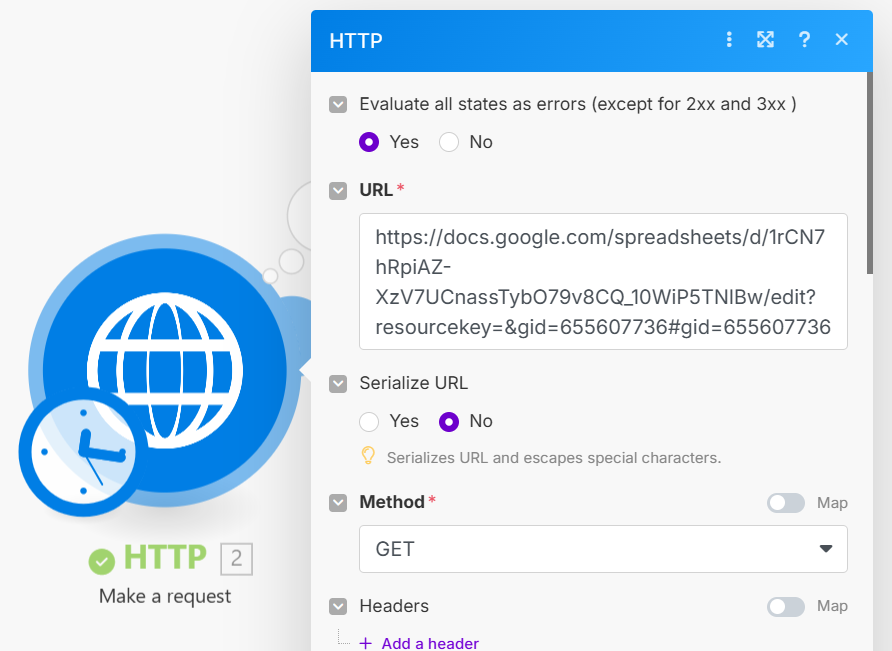 HTTP
Evaluate all states as errors (except for 2xx and 3xx )
Yes No
URL *
https://docs.google.com/spreadsheets/d/1rCN7
hRpiAZ-
XzV7UCnassTybO79v8CQ_10WiP5TNIBw/edit?
resourcekey=&gid=655607736#gid=655607736
Serialize URL
Yes No
Serializes URL and escapes special characters.
Method * Map
GET
Headers Map
+ Add a header
HTTP 2
Make a request